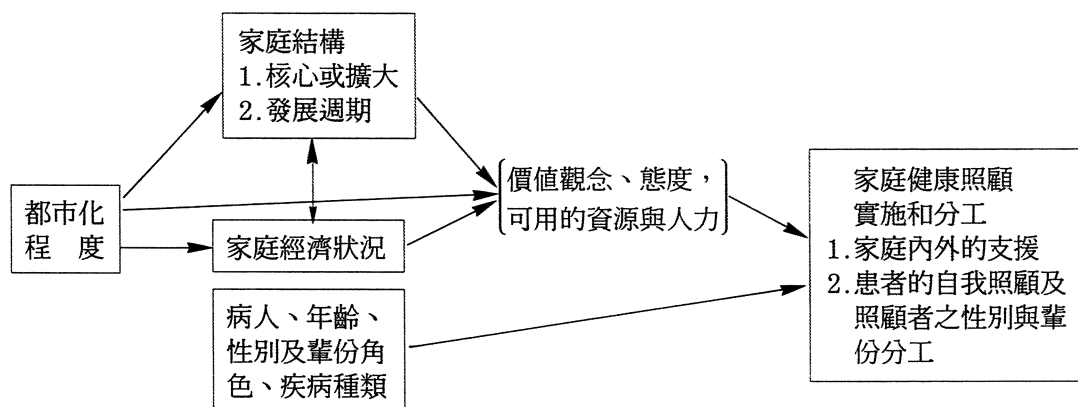 家庭結構
1.核心或擴大
2.發展週期
都市化
程 度
家庭經濟狀況
價值觀念、態度，
可用的資源與人力
病人、年齡、
性別及輩份角
色、疾病種類
家庭健康照顧
實施和分工
1.家庭內外的支援
2.患者的自我照顧及
照顧者之性別與輩
份分工